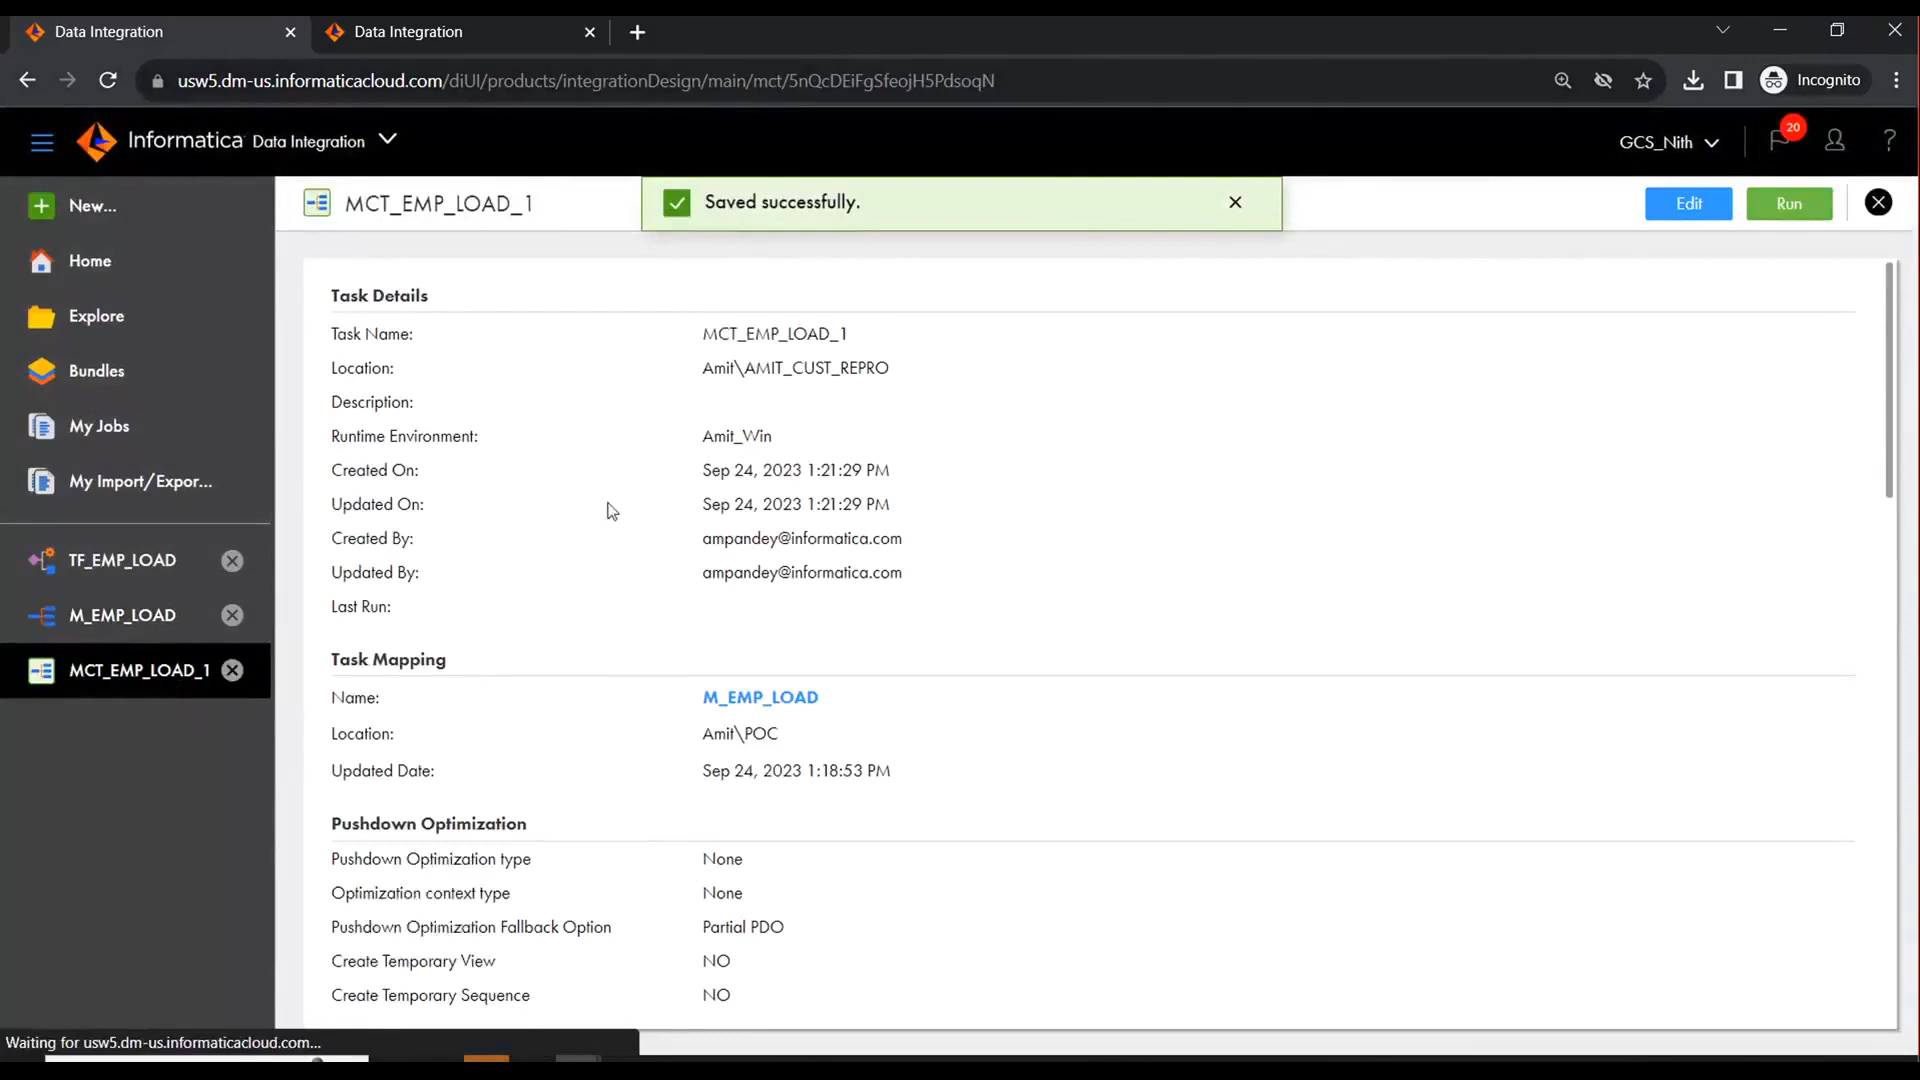 Data Integration
Data Integration
usw5.dm-us.informaticacloud.com/diUI/products/integrationDesign/main/mct/5nQcDEiFgSfeojH5PdsoqN
Incognito
Informatica Data Integration
GCS_Nith
20
?
New...
Home
Explore
Bundles
My Jobs
My Import/Expor...
TF_EMP_LOAD
M_EMP_LOAD
MCT_EMP_LOAD_1
MCT_EMP_LOAD_1
Saved successfully.
Edit
Run
Task Details
Task Name: MCT_EMP_LOAD_1
Location: Amit\AMIT_CUST_REPRO
Description:
Runtime Environment: Amit_Win
Created On: Sep 24, 2023 1:21:29 PM
Updated On: Sep 24, 2023 1:21:29 PM
Created By: ampandey@informatica.com
Updated By: ampandey@informatica.com
Last Run:
Task Mapping
Name: M_EMP_LOAD
Location: Amit\POC
Updated Date: Sep 24, 2023 1:18:53 PM
Pushdown Optimization
Pushdown Optimization type None
Optimization context type None
Pushdown Optimization Fallback Option Partial PDO
Create Temporary View NO
Create Temporary Sequence NO
Waiting for usw5.dm-us.informaticacloud.com...